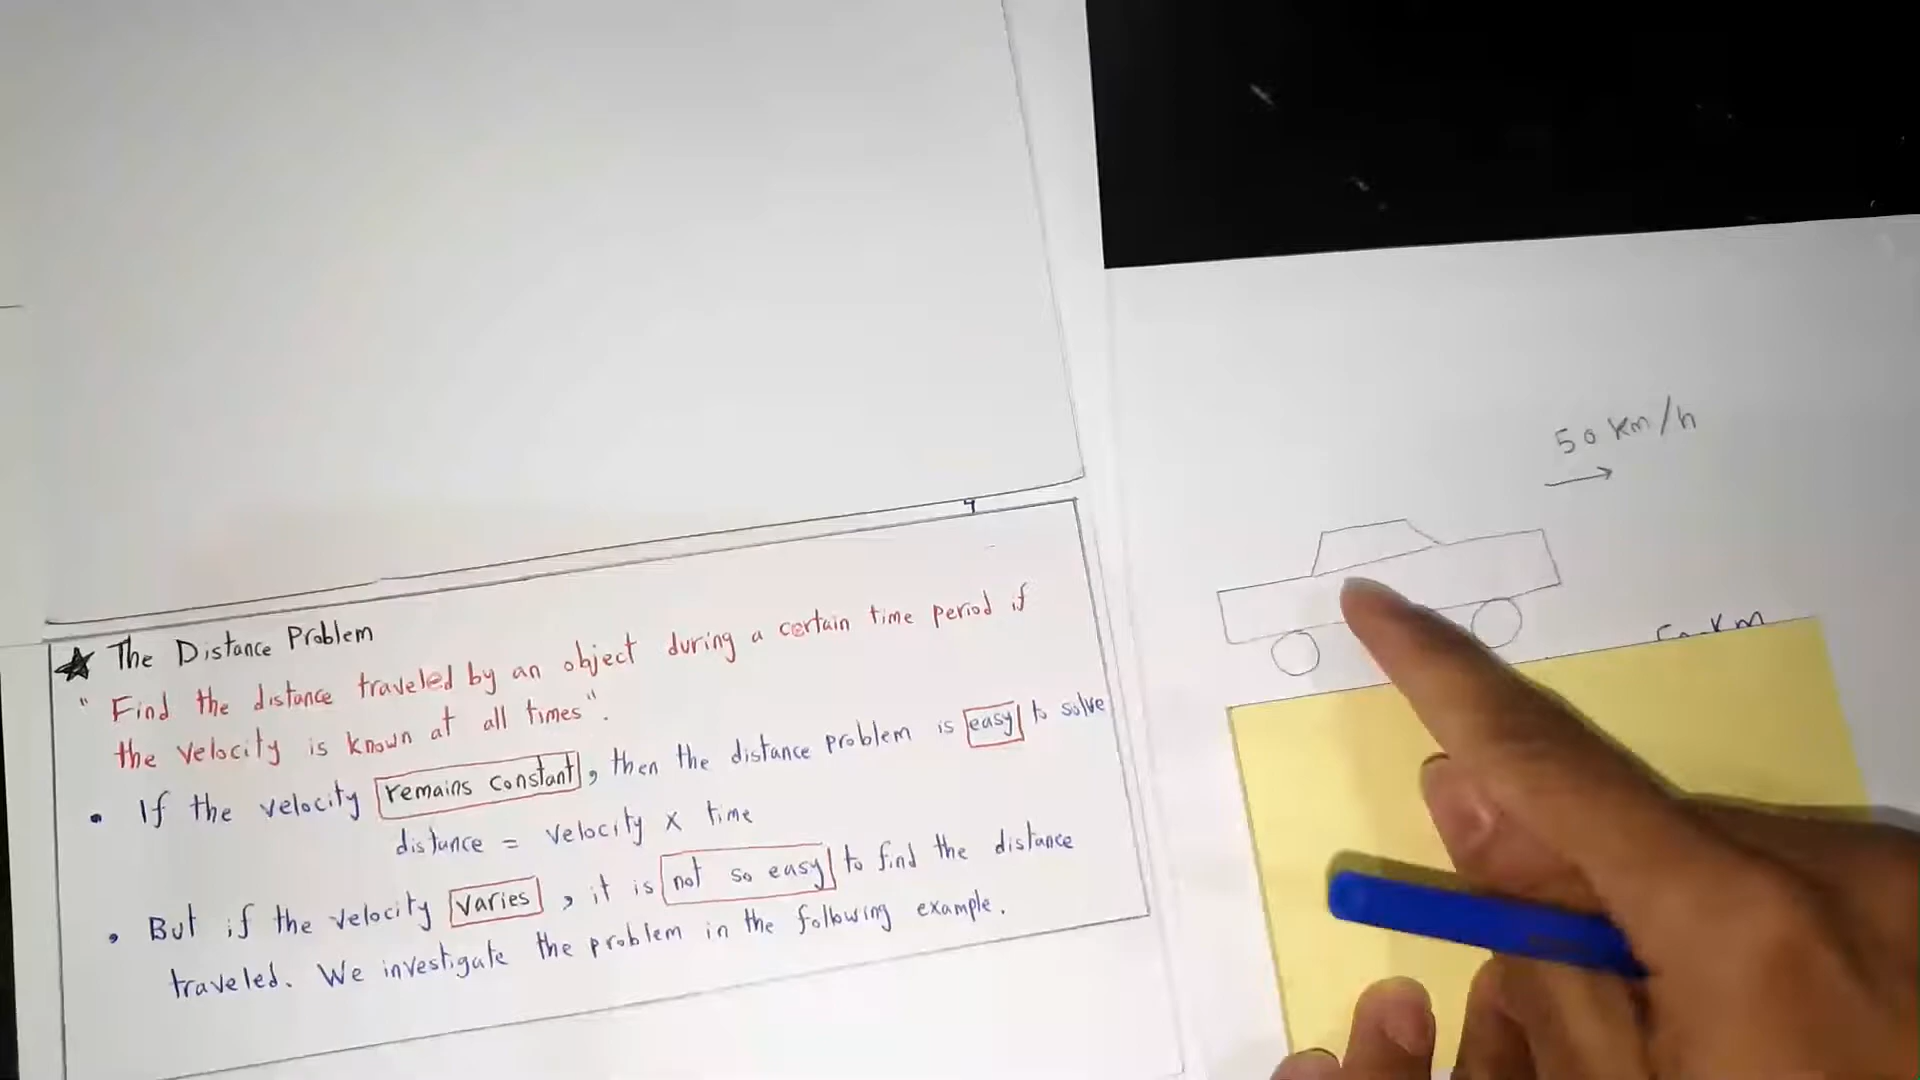 4
The Distance Problem
" Find the distance traveled by an object during a certain time period if
the velocity is known at all times".
• If the velocity remains constant, then the distance problem is easy to solve
distance = velocity x time
• But if the velocity varies, it is not so easy to find the distance
traveled. We investigate the problem in the following example.
50 km/h
km